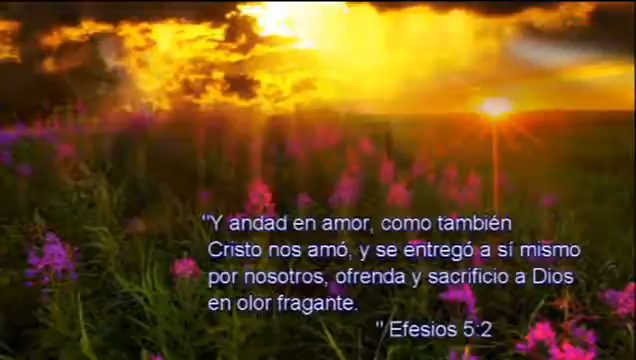 "Y andad en amor, como también
Cristo nos amó, y se entregó a sí mismo
por nosotros, ofrenda y sacrificio a Dios
en olor fragante.
" Efesios 5:2